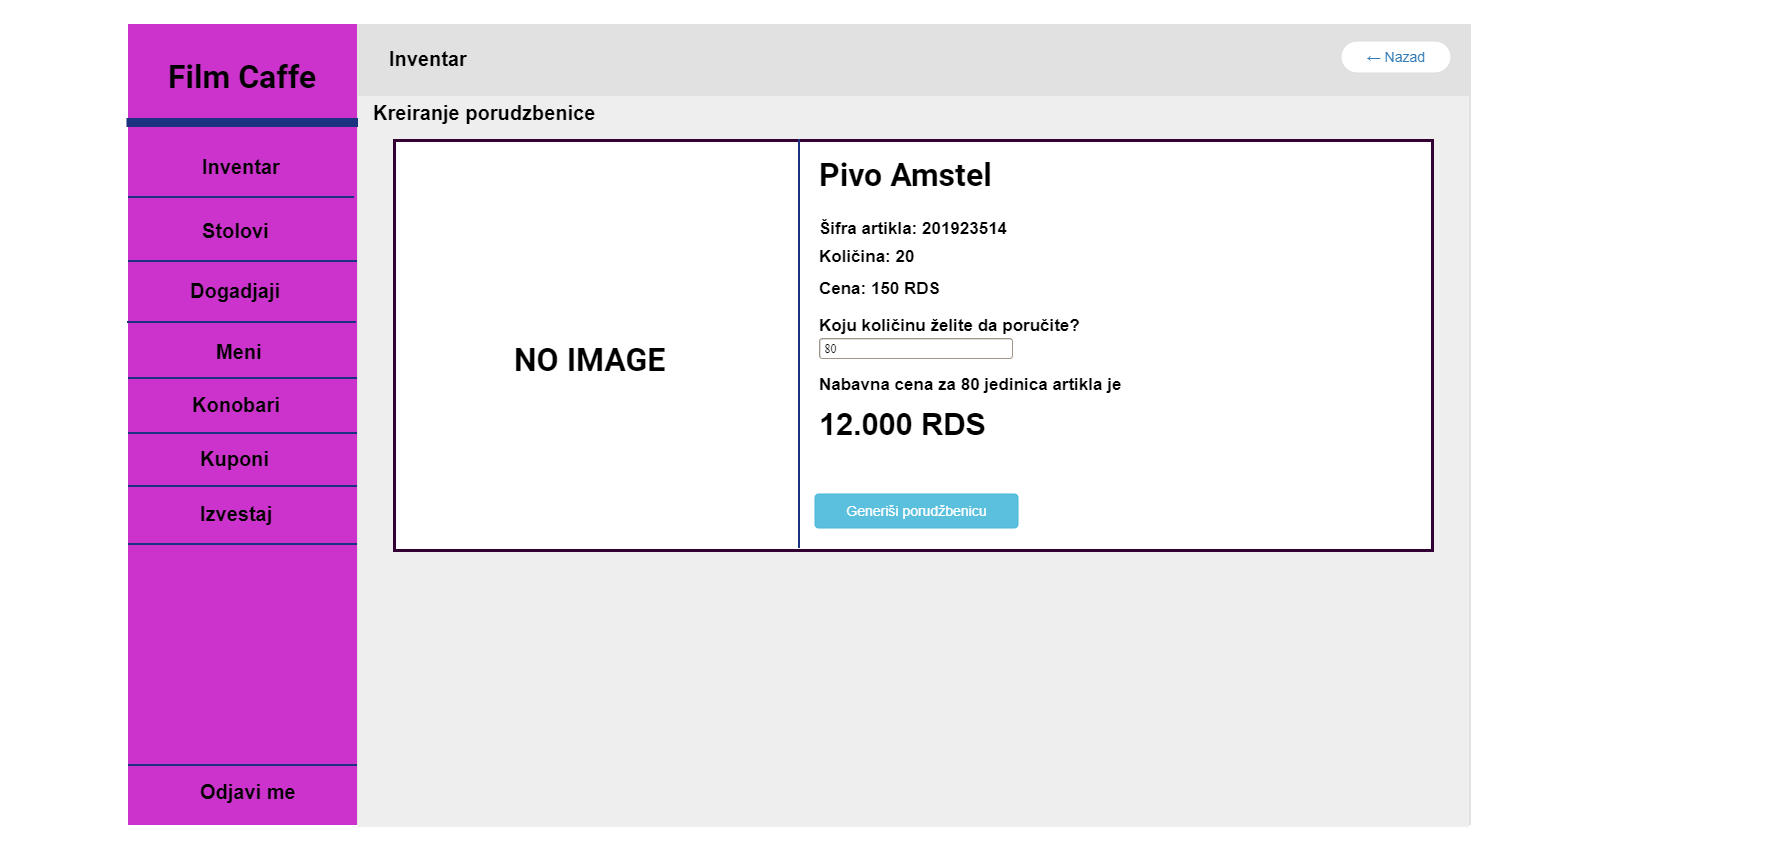 Film Caffe
Inventar
Stolovi
Dogadjaji
Meni
Konobari
Kuponi
Izvestaj
Odjavi me
Inventar
← Nazad
Kreiranje porudzbenice
NO IMAGE
Pivo Amstel
Šifra artikla: 201923514
Količina: 20
Cena: 150 RDS
Koju količinu želite da poručite?
80
Nabavna cena za 80 jedinica artikla je
12.000 RDS
Generiši porudžbenicu